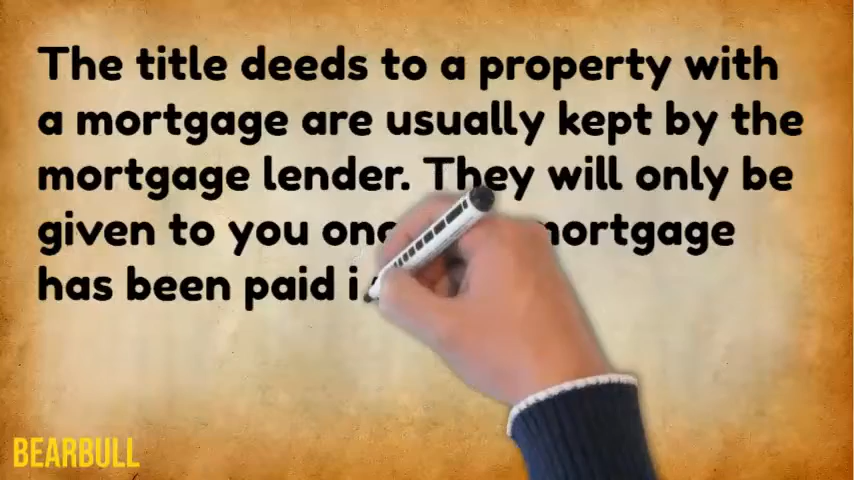 The title deeds to a property with
a mortgage are usually kept by the
mortgage lender. They will only be
given to you mortgage
has been paid
BEARBULL